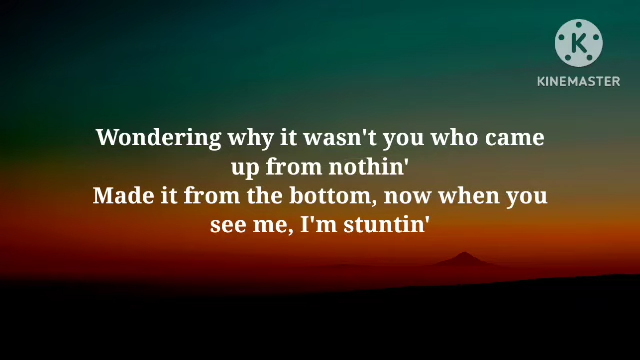 K
KINEMASTER
Wondering why it wasn't you who came
up from nothin'
Made it from the bottom, now when you
see me, I'm stuntin'